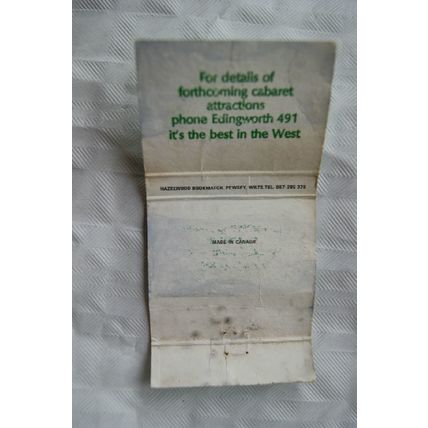 For details of
forthcoming cabaret
attractions
phone Edingworth 491
it's the best in the West
HAZELWOOD BOOKMATCH, PEWSEY, WILTS. TEL.
MADE IN CANADA